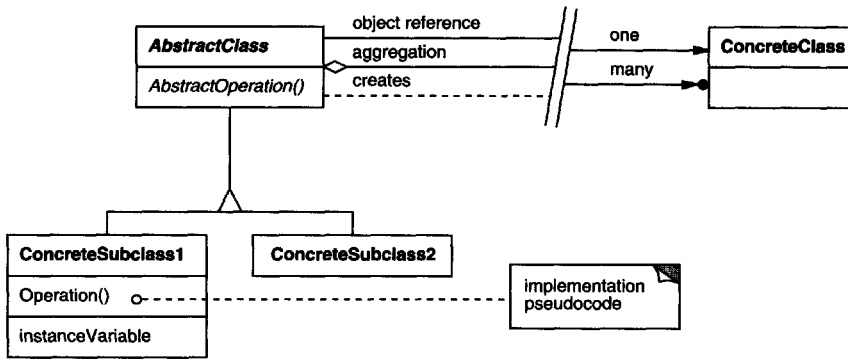 object reference
AbstractClass
one
ConcreteClass
aggregation
AbstractOperation()
creates
many
ConcreteSubclass1
ConcreteSubclass2
Operation()
implementation
pseudocode
instanceVariable